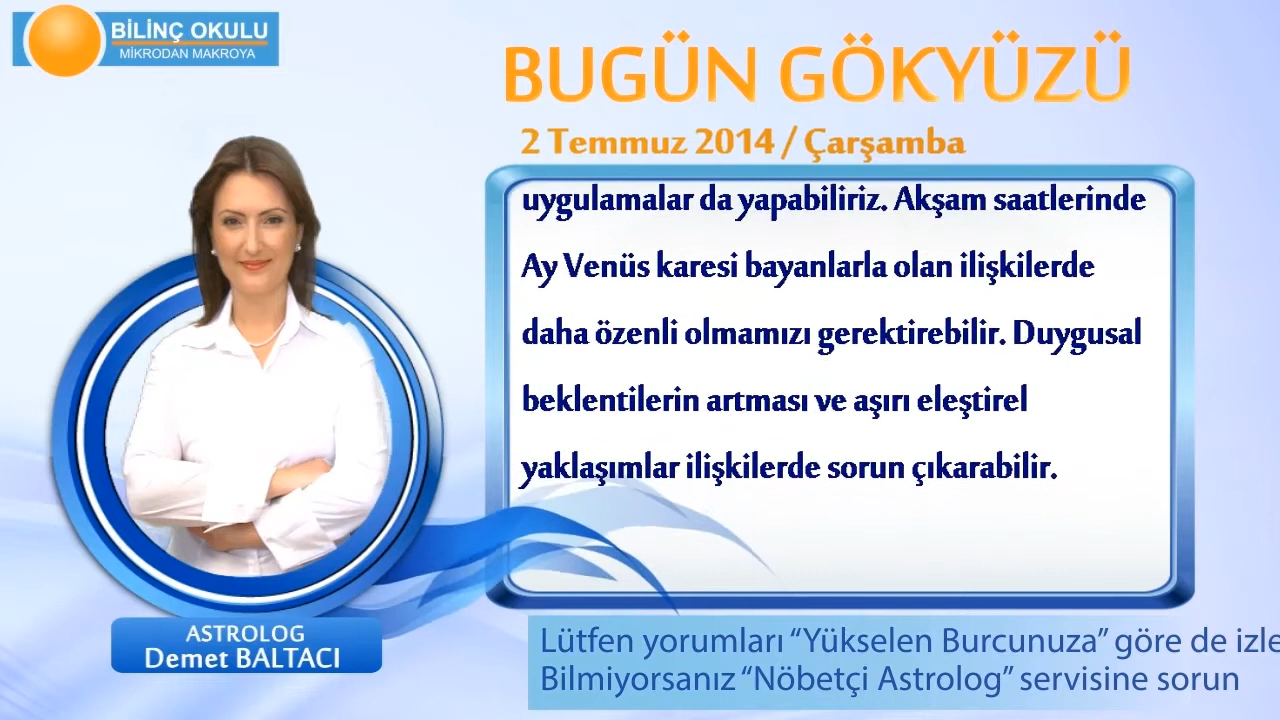 BİLİNÇ OKULU
MİKRODAN MAKROYA
BUGÜN GÖKYÜZÜ
2 Temmuz 2014 / Çarşamba
uygulamalar da yapabiliriz. Akşam saatlerinde
Ay Venüs karesi bayanlarla olan ilişkilerde
daha özenli olmamızı gerektirebilir. Duygusal
beklentilerin artması ve aşırı eleştirel
yaklaşımlar ilişkilerde sorun çıkarabilir.
ASTROLOG
Demet BALTACI
Lütfen yorumları “Yükselen Burcunuza” göre de izle
Bilmiyorsanız “Nöbetçi Astrolog” servisine sorun